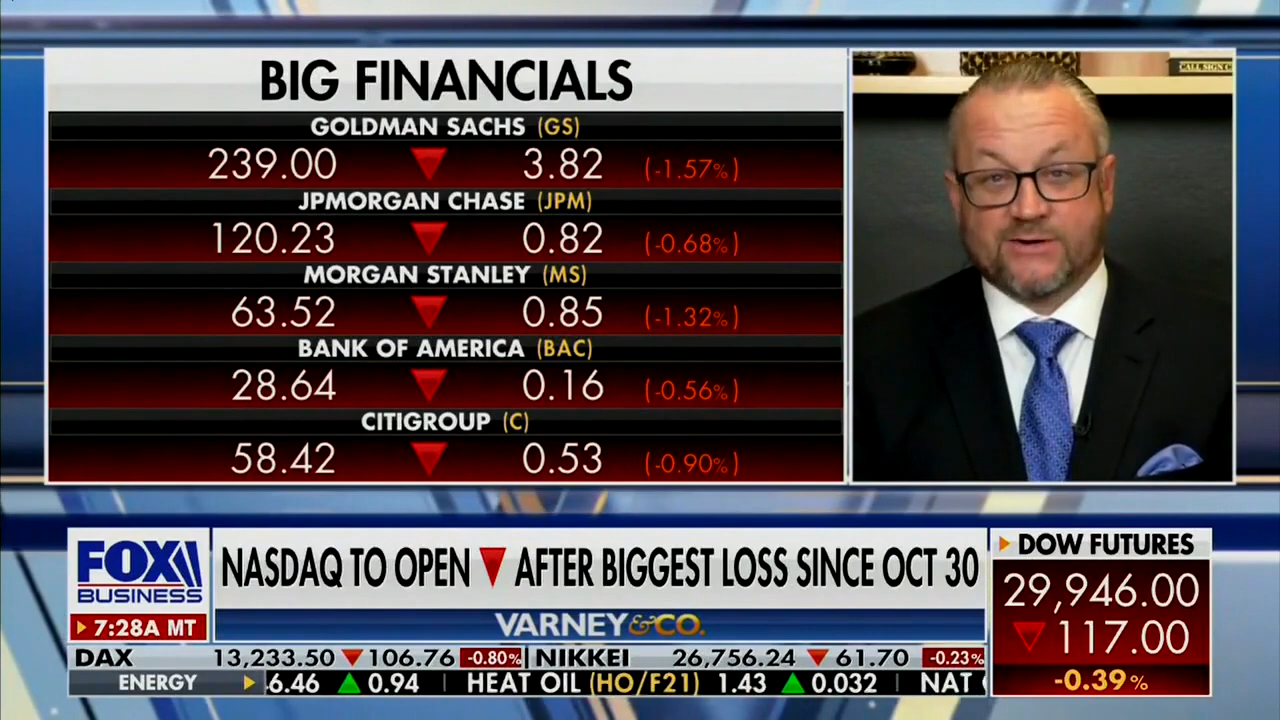 BIG FINANCIALS
GOLDMAN SACHS (GS)
239.00 ▼ 3.82 (-1.57%)
JPMORGAN CHASE (JPM)
120.23 ▼ 0.82 (-0.68%)
MORGAN STANLEY (MS)
63.52 ▼ 0.85 (-1.32%)
BANK OF AMERICA (BAC)
28.64 ▼ 0.16 (-0.56%)
CITIGROUP (C)
58.42 ▼ 0.53 (-0.90%)
CALL SIGN
FOX
BUSINESS
7:28A MT
NASDAQ TO OPEN ▼ AFTER BIGGEST LOSS SINCE OCT 30
VARNEY & CO.
DOW FUTURES
29,946.00
▼ 117.00
-0.39%
DAX 13,233.50 ▼ 106.76 -0.80% NIKKEI 26,756.24 ▼ 61.70 -0.23%
ENERGY 6.46 ▲ 0.94 HEAT OIL (HO/F21) 1.43 ▲ 0.032 NAT